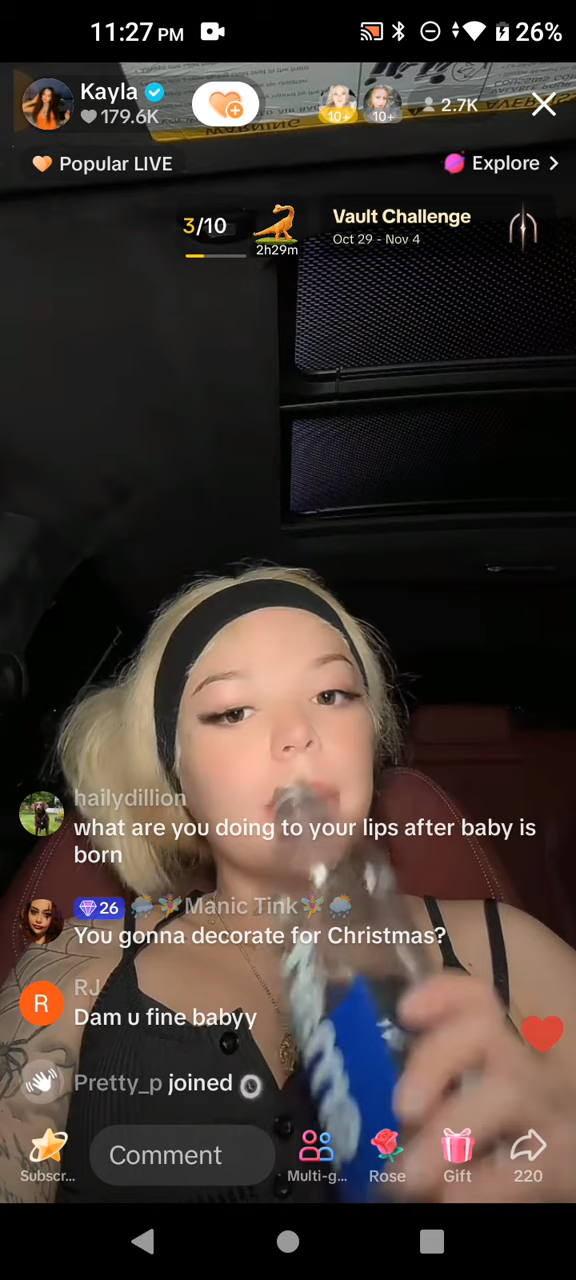 11:27 PM
26%
Kayla
179.6K
10+
10+
2.7K
WARNING
Popular LIVE
Explore
3/10
2h29m
Vault Challenge
Oct 29 - Nov 4
hailydillion
what are you doing to your lips after baby is
born
26
Manic Tink
You gonna decorate for Christmas?
RJ
Dam u fine babyy
Pretty_p joined
R
Comment
Subscr...
Multi-g...
Rose
Gift
220